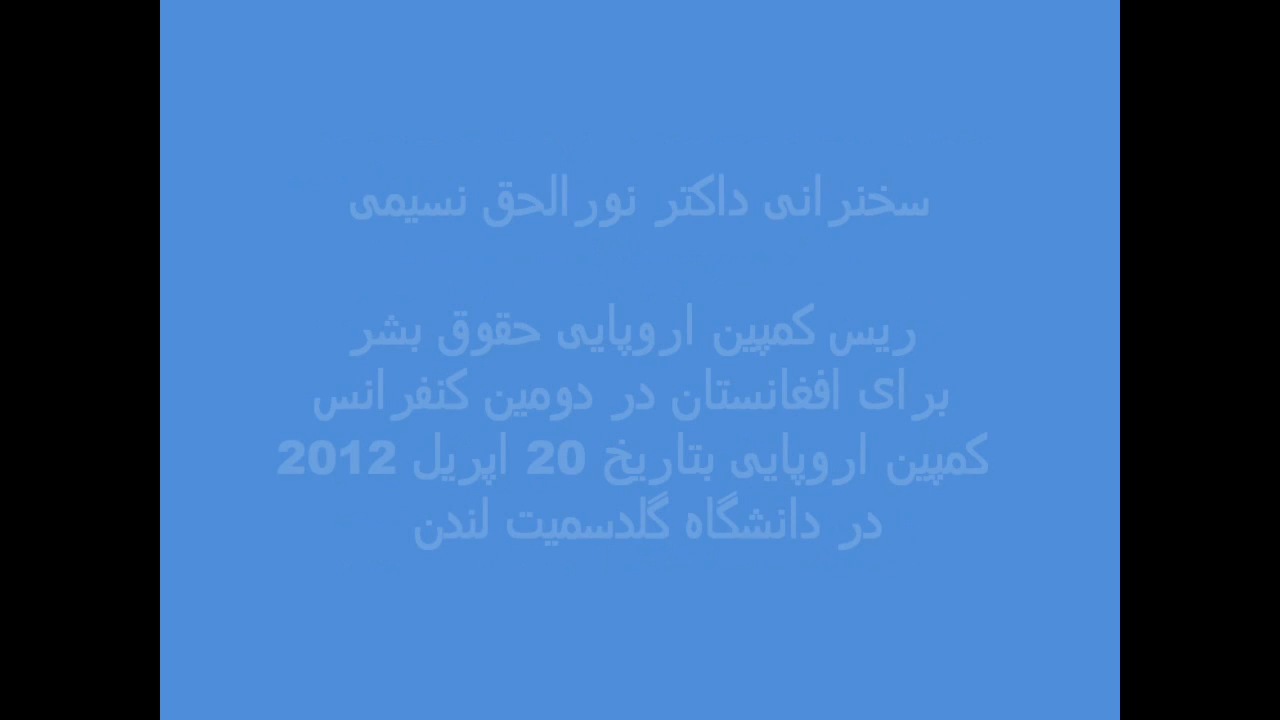 سخنرانی داکتر نورالحق نسیمی
ریس کمپین اروپایی حقوق بشر
برای افغانستان در دومین کنفرانس
کمپین اروپایی بتاریخ 20 اپریل 2012
در دانشگاه گلدسمیت لندن